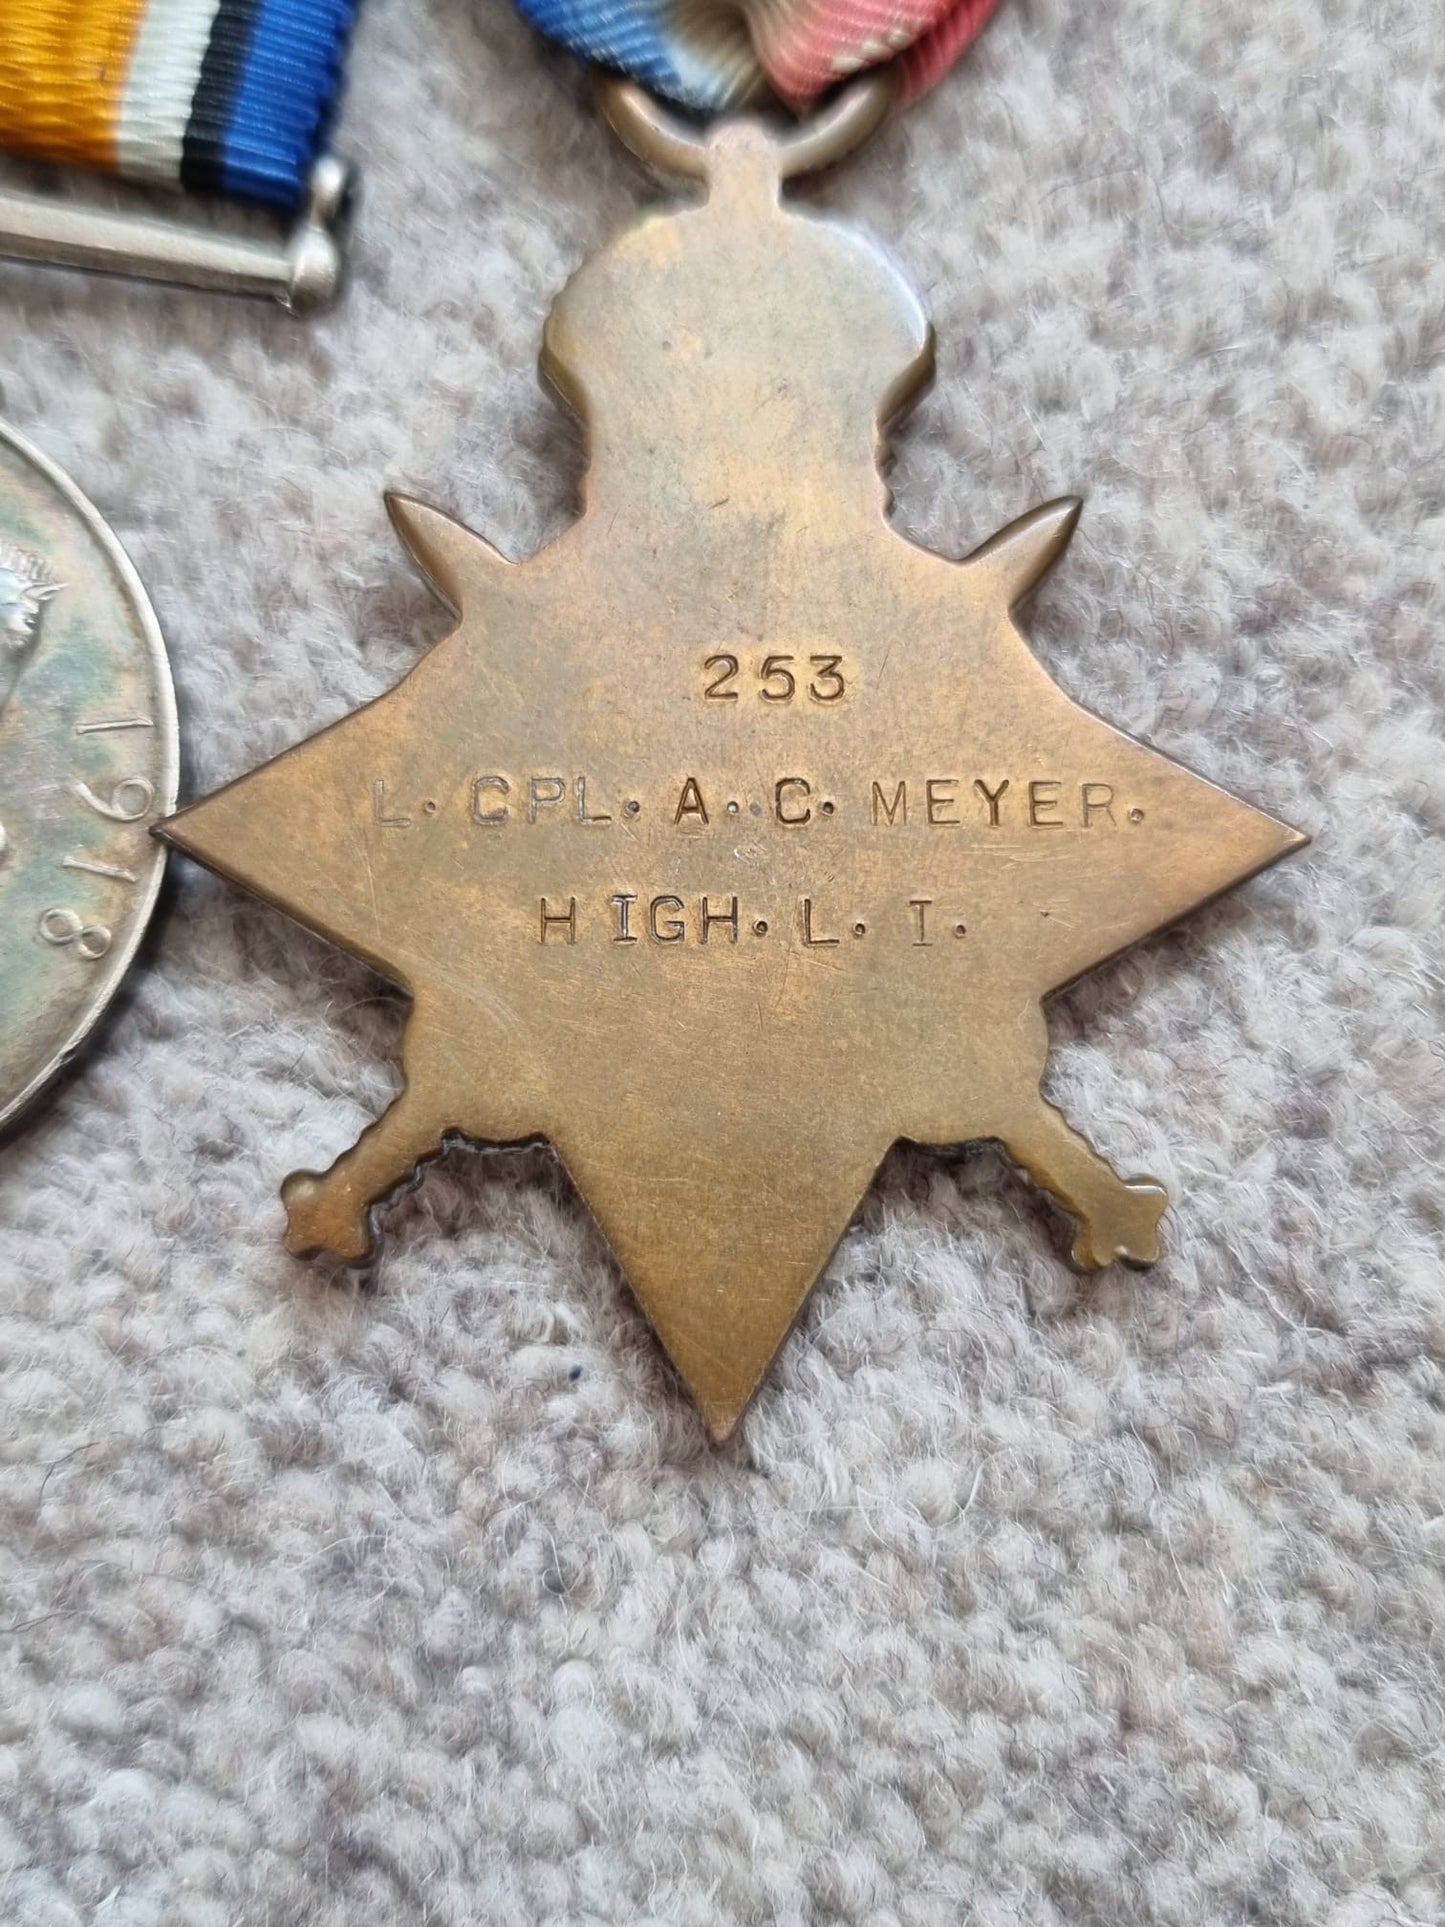 253
L. CPL. A. C. MEYER.
HIGH. L. I.
1918